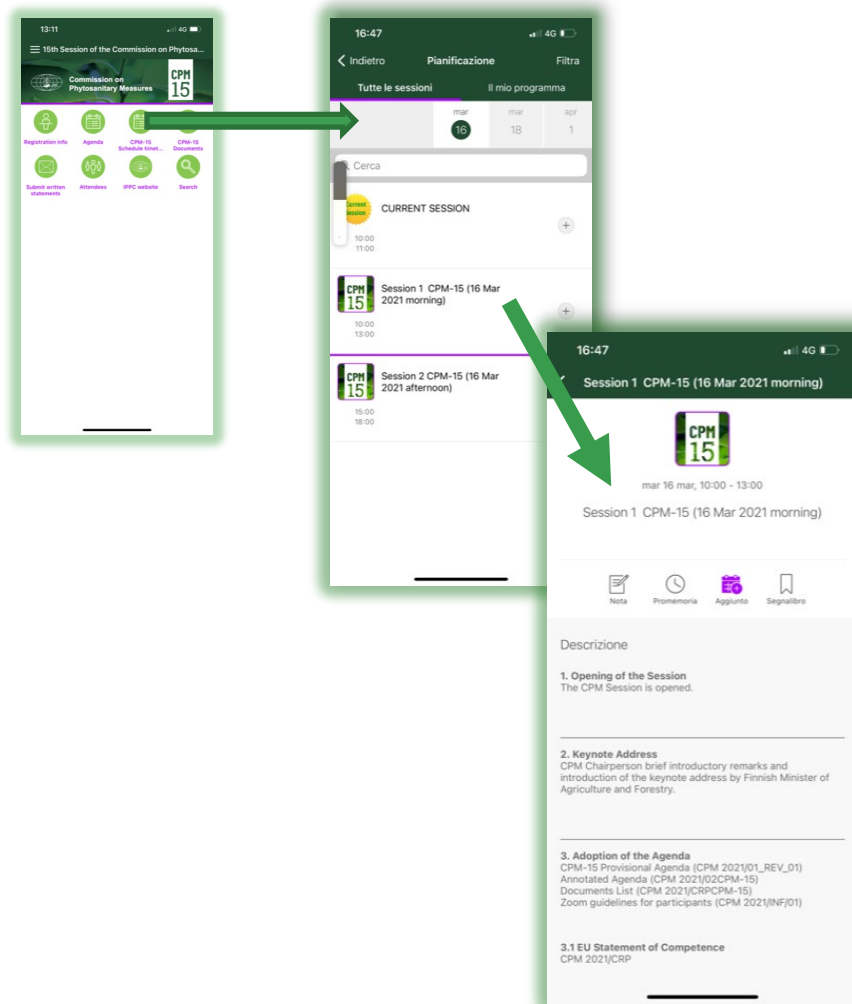 13:11
4G
15th Session of the Commission on Phytosa...
Commission on
Phytosanitary Measures
CPM
15
Registration info
Agenda
CPM-15
Schedule timet...
CPM-15
Documents
Submit written
statements
Attendees
IPPC website
Search
16:47
4G
Indietro
Pianificazione
Filtra
Tutte le sessioni
Il mio programma
mar
16
mar
18
apr
1
Cerca
Current
Session
CURRENT SESSION
10:00
11:00
CPM
15
Session 1 CPM-15 (16 Mar
2021 morning)
10:00
13:00
CPM
15
Session 2 CPM-15 (16 Mar
2021 afternoon)
15:00
18:00
16:47
4G
Session 1 CPM-15 (16 Mar 2021 morning)
CPM
15
mar 16 mar, 10:00 - 13:00
Session 1 CPM-15 (16 Mar 2021 morning)
Nota
Promemoria
Aggiunto
Segnalibro
Descrizione
1. Opening of the Session
The CPM Session is opened.
2. Keynote Address
CPM Chairperson brief introductory remarks and
introduction of the keynote address by Finnish Minister of
Agriculture and Forestry.
3. Adoption of the Agenda
CPM-15 Provisional Agenda (CPM 2021/01_REV_01)
Annotated Agenda (CPM 2021/02CPM-15)
Documents List (CPM 2021/CRPCPM-15)
Zoom guidelines for participants (CPM 2021/INF/01)
3.1 EU Statement of Competence
CPM 2021/CRP